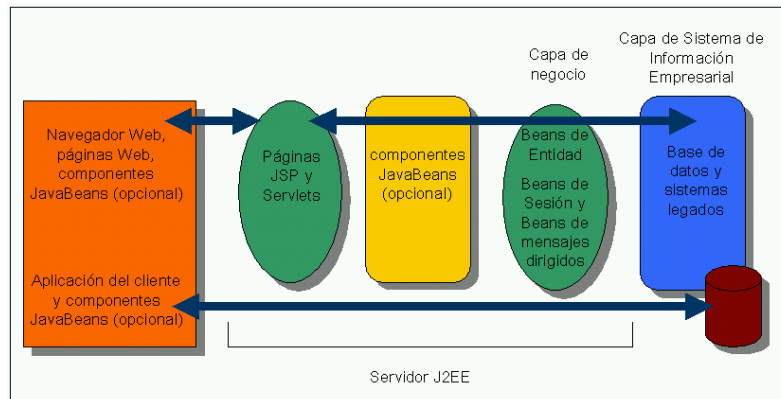 Capa de
negocio
Capa de Sistema de
Información
Empresarial
Navegador Web,
páginas Web,
componentes
JavaBeans (opcional)
Aplicación del cliente
y componentes
JavaBeans (opcional)
Páginas
JSP y
Servlets
componentes
JavaBeans
(opcional)
Beans de
Entidad
Beans de
Sesión y
Beans de
mensajes
dirigidos
Base de
datos y
sistemas
legados
Servidor J2EE